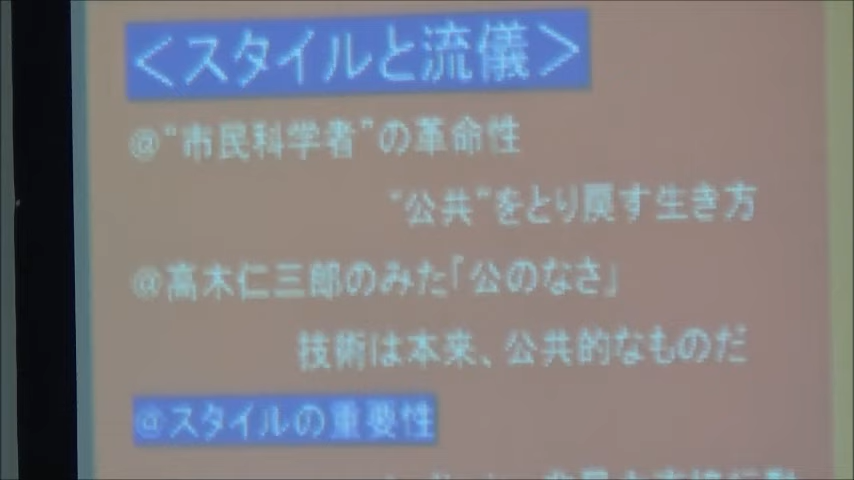 ＜スタイルと流儀＞
@“市民科学者”の革命性
“公共”をとり戻す生き方
@高木仁三郎のみた「公のなさ」
技術は本来、公共的なものだ
@スタイルの重要性